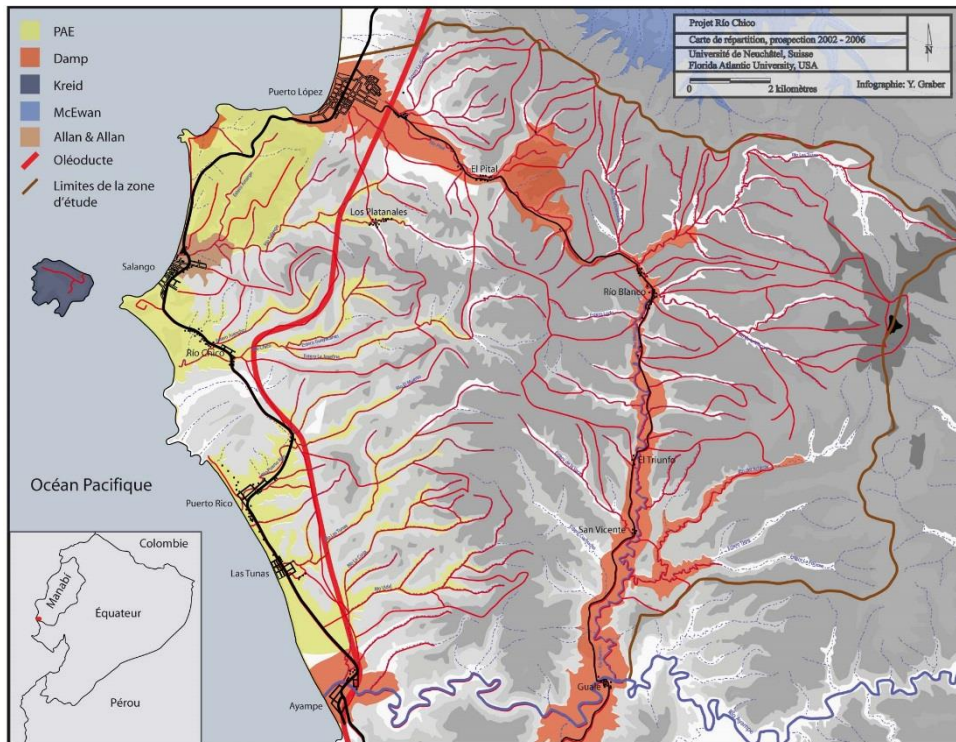 PAE
Damp
Kreid
McEwan
Allan & Allan
Oléoducte
Limites de la zone
d'étude
Projet Río Chico
Carte de répartition, prospection 2002 - 2006
Université de Neuchâtel, Suisse
Florida Atlantic University, USA
N
0 2 kilomètres
Infographie: Y. Graber
Puerto López
El Pital
Los Platanales
Salango
Río Blanco
Río Chico
El Triunfo
Océan Pacifique
Puerto Rico
San Vicente
Las Tunas
Guale
Ayampe
Colombie
Manabí
Équateur
Pérou